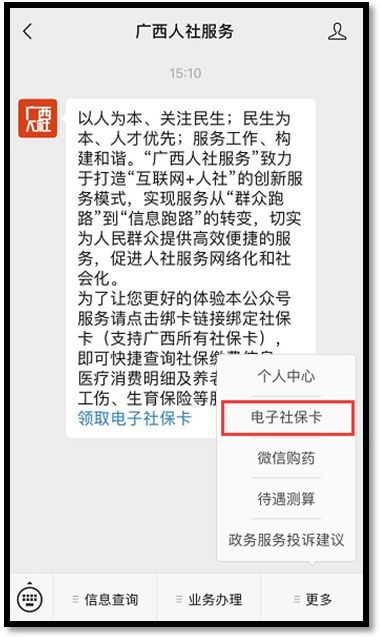 广西人社服务
15:10
广西
人社
以人为本、关注民生；民生为
本、人才优先；服务工作、构
建和谐。“广西人社服务”致力
于打造“互联网+人社”的创新服
务模式，实现服务从“群众跑
路”到“信息跑路”的转变，切实
为人民群众提供高效便捷的服
务，促进人社服务网络化和社
会化。
为了让您更好的体验本公众号
服务请点击绑卡链接绑定社保
卡（支持广西所有社保卡），
即可快捷查询社保缴费信息、
医疗消费明细及养老
工伤、生育保险等
领取电子社保卡
个人中心
电子社保卡
微信购药
待遇测算
政务服务投诉建议
信息查询
业务办理
更多